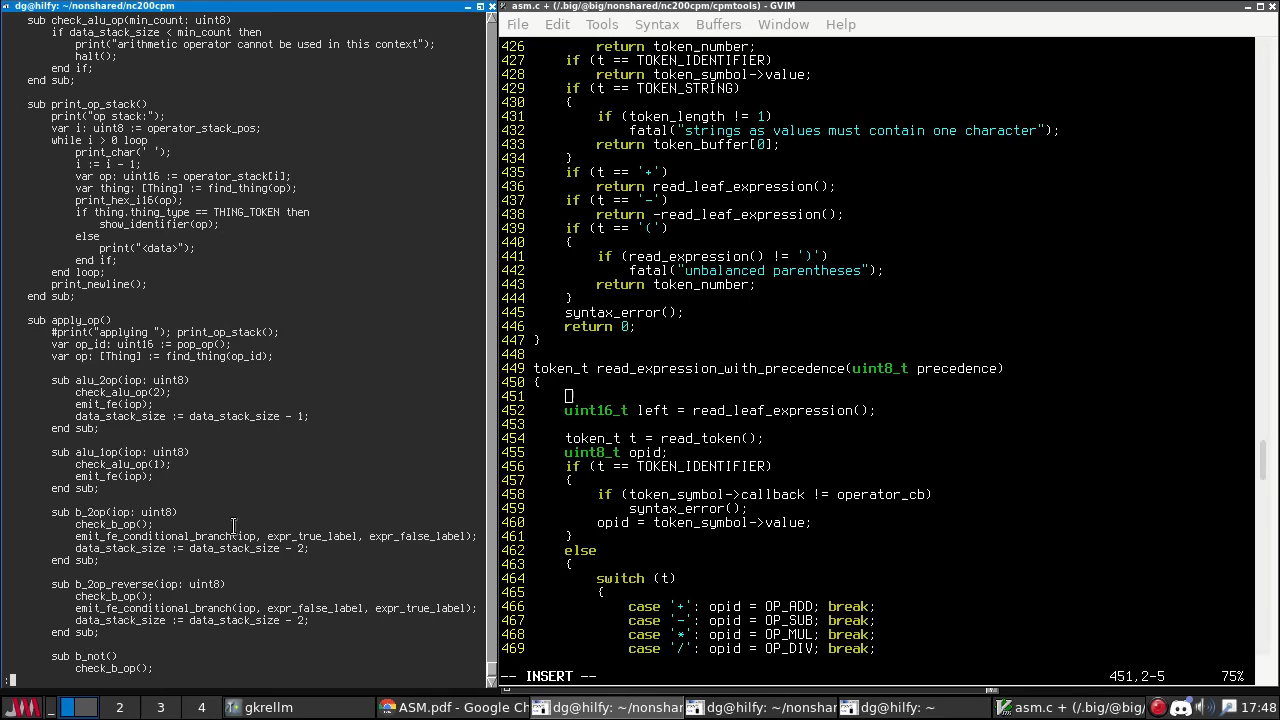 dg@hilfy: ~/nonshared/nc200cpm
sub check_alu_op(min_count: uint8)
if data_stack_size < min_count then
print("arithmetic operator cannot be used in this context");
halt();
end if;
end sub;
sub print_op_stack()
print("op stack:");
var i: uint8 := operator_stack_pos;
while i > 0 loop
print_char(' ');
i := i - 1;
var op: uint16 := operator_stack[i];
var thing: [Thing] := find_thing(op);
print_hex_i16(op);
if thing.thing_type == THING_TOKEN then
show_identifier(op);
else
print("<data>");
end if;
end loop;
print_newline();
end sub;
sub apply_op()
#print("applying "); print_op_stack();
var op_id: uint16 := pop_op();
var op: [Thing] := find_thing(op_id);
sub alu_2op(iop: uint8)
check_alu_op(2);
emit_fe(iop);
data_stack_size := data_stack_size - 1;
end sub;
sub alu_1op(iop: uint8)
check_alu_op(1);
emit_fe(iop);
end sub;
sub b_2op(iop: uint8)
check_b_op();
emit_fe_conditional_branch(iop, expr_true_label, expr_false_label);
data_stack_size := data_stack_size - 2;
end sub;
sub b_2op_reverse(iop: uint8)
check_b_op();
emit_fe_conditional_branch(iop, expr_false_label, expr_true_label);
data_stack_size := data_stack_size - 2;
end sub;
sub b_not()
check_b_op();
:
asm.c + (/.big/@/big/nonshared/nc200cpm/cpmtools) - GVIM
File Edit Tools Syntax Buffers Window Help
426 return token_number;
427 if (t == TOKEN_IDENTIFIER)
428 return token_symbol->value;
429 if (t == TOKEN_STRING)
430 {
431 if (token_length != 1)
432 fatal("strings as values must contain one character");
433 return token_buffer[0];
434 }
435 if (t == '+')
436 return read_leaf_expression();
437 if (t == '-')
438 return -read_leaf_expression();
439 if (t == '(')
440 {
441 if (read_expression() != ')')
442 fatal("unbalanced parentheses");
443 return token_number;
444 }
445 syntax_error();
446 return 0;
447 }
448
449 token_t read_expression_with_precedence(uint8_t precedence)
450 {
451
452 uint16_t left = read_leaf_expression();
453
454 token_t t = read_token();
455 uint8_t opid;
456 if (t == TOKEN_IDENTIFIER)
457 {
458 if (token_symbol->callback != operator_cb)
459 syntax_error();
460 opid = token_symbol->value;
461 }
462 else
463 {
464 switch (t)
465 {
466 case '+': opid = OP_ADD; break;
467 case '-': opid = OP_SUB; break;
468 case '*': opid = OP_MUL; break;
469 case '/': opid = OP_DIV; break;
-- INSERT -- 451,2-5 75%
2 3 4 gkrellm ASM.pdf - Google Ch dg@hilfy: ~/nonshar dg@hilfy: ~/nonshar dg@hilfy: ~ asm.c + (/.big/@/big/ 17:48